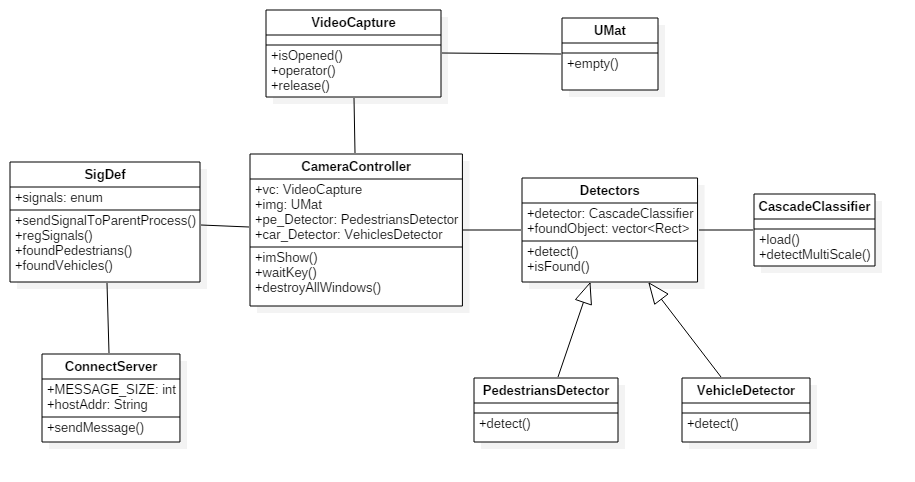 VideoCapture
+isOpened()
+operator()
+release()
UMat
+empty()
SigDef
+signals: enum
+sendSignalToParentProcess()
+regSignals()
+foundPedestrians()
+foundVehicles()
CameraController
+vc: VideoCapture
+img: UMat
+pe_Detector: PedestriansDetector
+car_Detector: VehiclesDetector
+imShow()
+waitKey()
+destroyAllWindows()
Detectors
+detector: CascadeClassifier
+foundObject: vector<Rect>
+detect()
+isFound()
CascadeClassifier
+load()
+detectMultiScale()
ConnectServer
+MESSAGE_SIZE: int
+hostAddr: String
+sendMessage()
PedestriansDetector
+detect()
VehicleDetector
+detect()